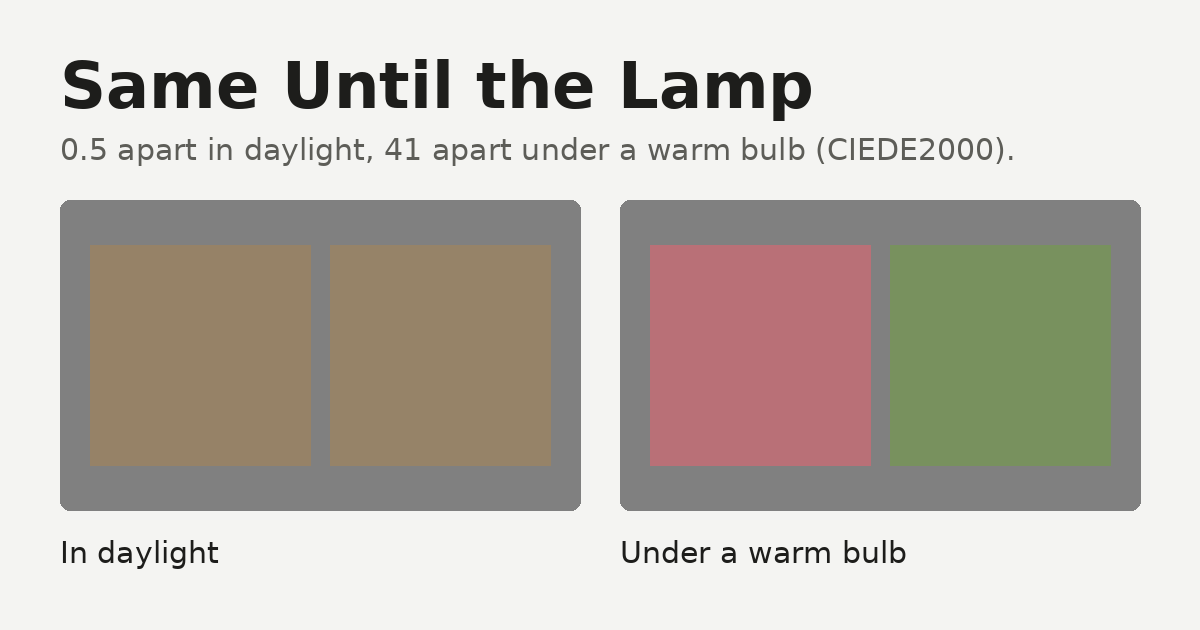 Same Until the Lamp
0.5 apart in daylight, 41 apart under a warm bulb (CIEDE2000).
In daylight
Under a warm bulb